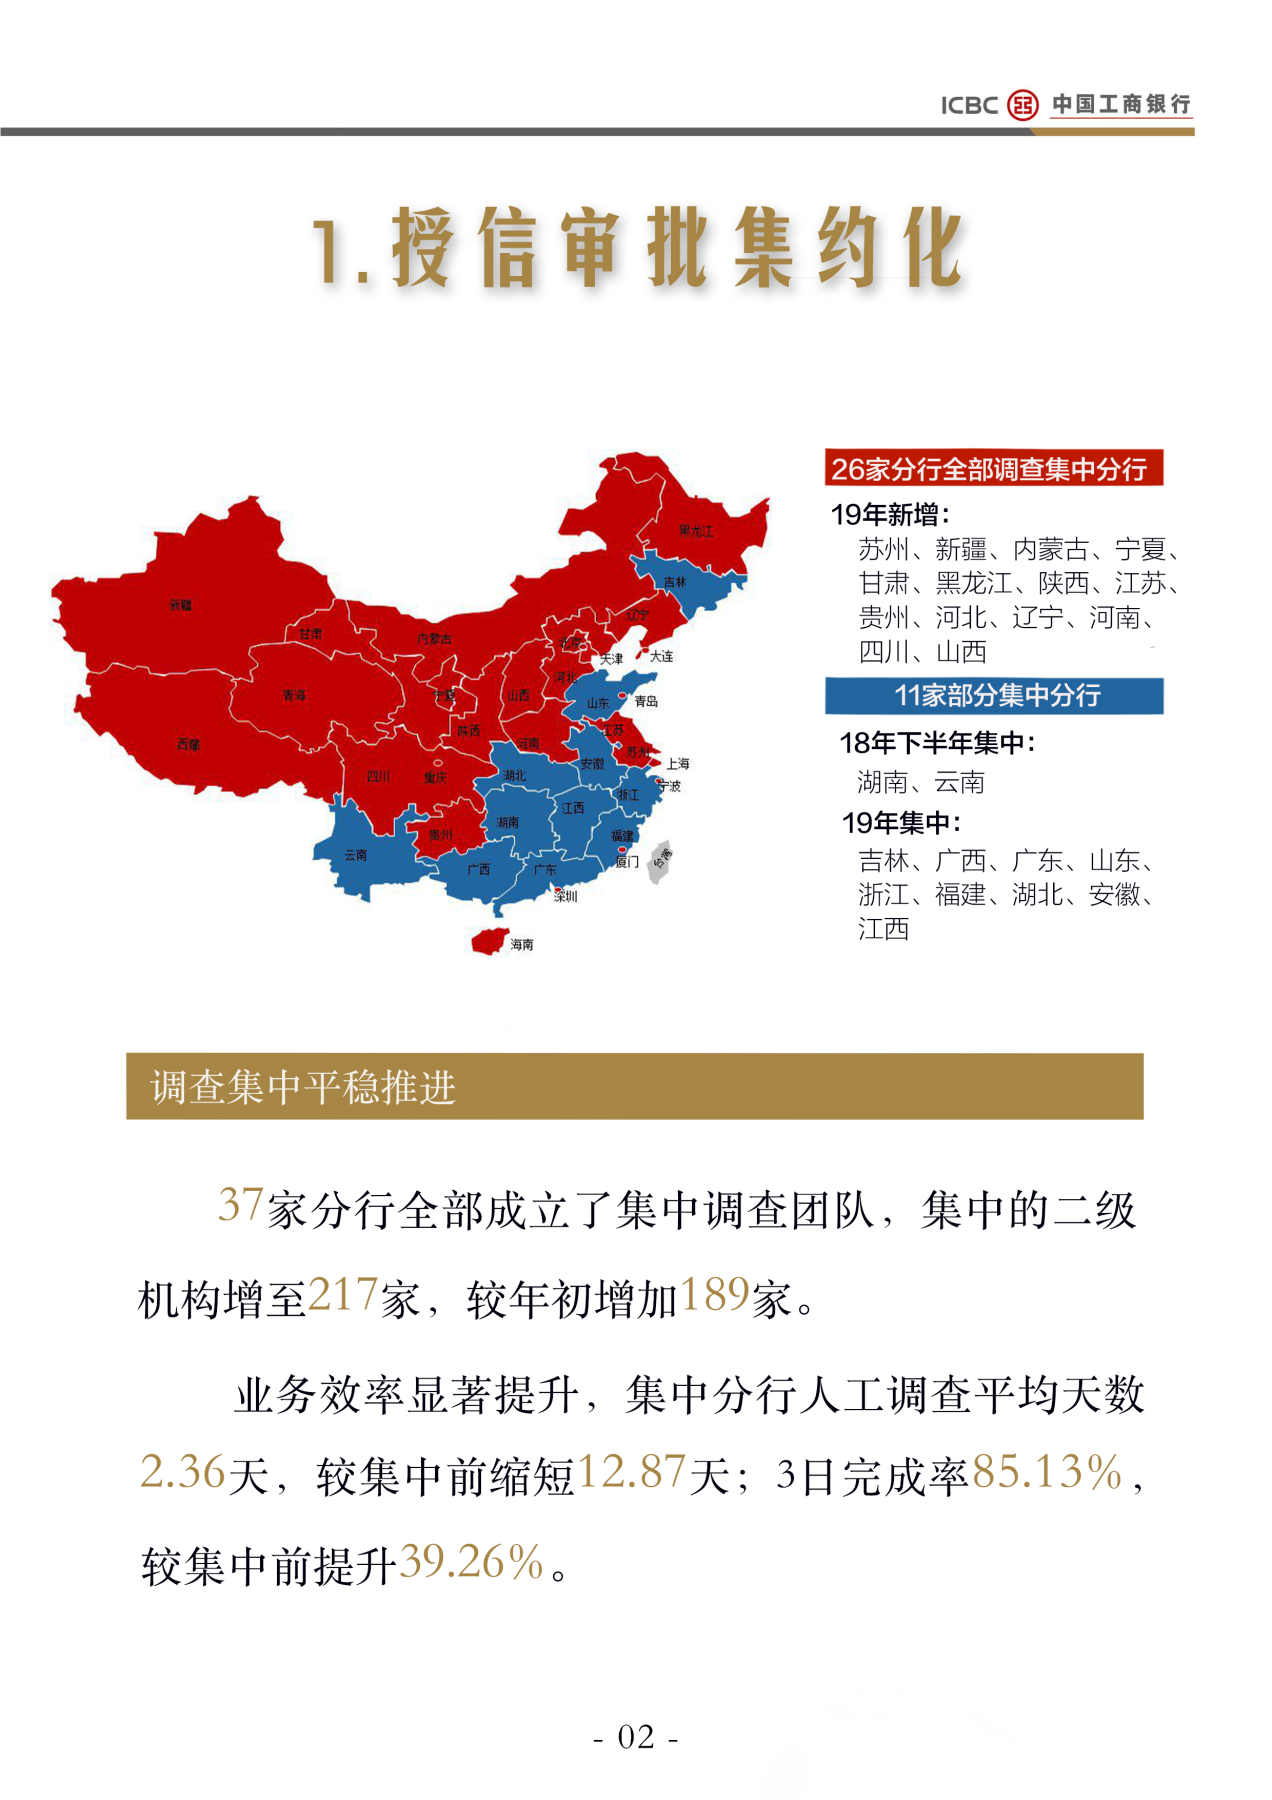 ICBC 中国工商银行
1.授信审批集约化
26家分行全部调查集中分行
19年新增：
苏州、新疆、内蒙古、宁夏、
甘肃、黑龙江、陕西、江苏、
贵州、河北、辽宁、河南、
四川、山西
11家部分集中分行
18年下半年集中：
湖南、云南
19年集中：
吉林、广西、广东、山东、
浙江、福建、湖北、安徽、
江西
黑龙江
吉林
新疆
辽宁
甘肃
内蒙古
北京
天津
大连
河北
青海
宁夏
山西
山东
青岛
陕西
江苏
西藏
河南
苏州
上海
安徽
四川
重庆
湖北
宁波
浙江
江西
湖南
贵州
福建
云南
厦门
台湾
广西
广东
深圳
海南
调查集中平稳推进
37家分行全部成立了集中调查团队，集中的二级
机构增至217家，较年初增加189家。
业务效率显著提升，集中分行人工调查平均天数
2.36天，较集中前缩短12.87天；3日完成率85.13%，
较集中前提升39.26%。
- 02 -